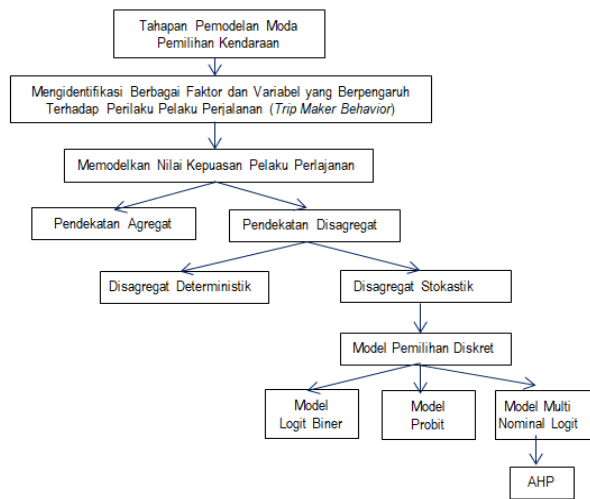 Tahapan Pemodelan Moda
Pemilihan Kendaraan
Mengidentifikasi Berbagai Faktor dan Variabel yang Berpengaruh
Terhadap Perilaku Pelaku Perjalanan (Trip Maker Behavior)
Memodelkan Nilai Kepuasan Pelaku Perlajanan
Pendekatan Agregat
Pendekatan Disagregat
Disagregat Deterministik
Disagregat Stokastik
Model Pemilihan Diskret
Model
Logit Biner
Model
Probit
Model Multi
Nominal Logit
AHP